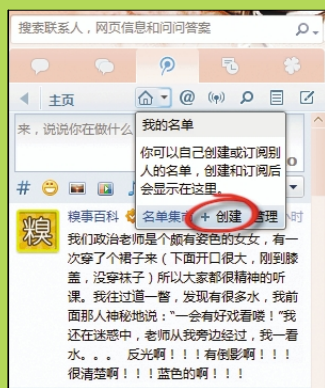 搜索联系人，网页信息和问问答案
主页
@
来，说说你在做什么
我的名单
你可以自己创建或订阅别
人的名单，创建和订阅后
会显示在这里。
名单集 + 创建 管理
#
糗
糗事百科
时
我们政治老师是个颇有姿色的女女，有一
次穿了个裙子来（下面开口很大，刚到膝
盖，没穿袜子）所以大家都很精神的听
课。我往过道一瞥，发现有很多水，我前
面那人神秘地说：“一会有好戏看喽！”我
还在迷惑中，老师从我旁边经过，我一看
水。。。 反光啊！！！有倒影啊！！！
很清楚啊！！！蓝色的啊！！！